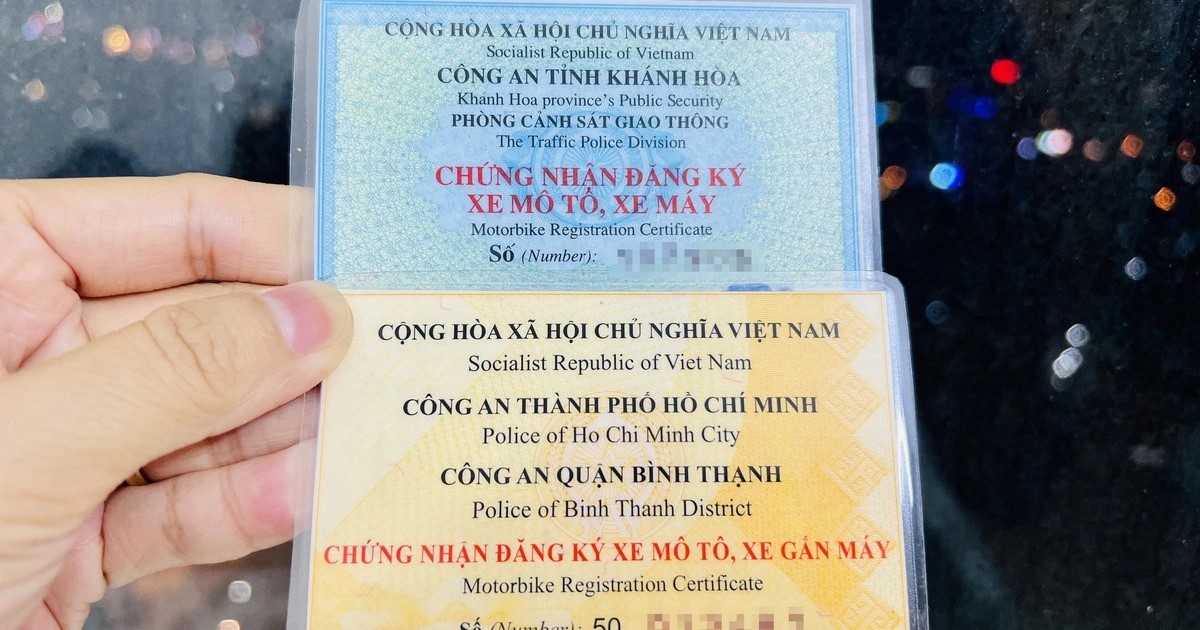 CỘNG HÒA XÃ HỘI CHỦ NGHĨA VIỆT NAM
Socialist Republic of Vietnam
CÔNG AN TỈNH KHÁNH HÒA
Khanh Hoa province's Public Security
PHÒNG CẢNH SÁT GIAO THÔNG
The Traffic Police Division
CHỨNG NHẬN ĐĂNG KÝ
XE MÔ TÔ, XE MÁY
Motorbike Registration Certificate
Số (Number):
CỘNG HÒA XÃ HỘI CHỦ NGHĨA VIỆT NAM
Socialist Republic of Viet Nam
CÔNG AN THÀNH PHỐ HỒ CHÍ MINH
Police of Ho Chi Minh City
CÔNG AN QUẬN BÌNH THẠNH
Police of Binh Thanh District
CHỨNG NHẬN ĐĂNG KÝ XE MÔ TÔ, XE GẮN MÁY
Motorbike Registration Certificate
Số (Number): 50